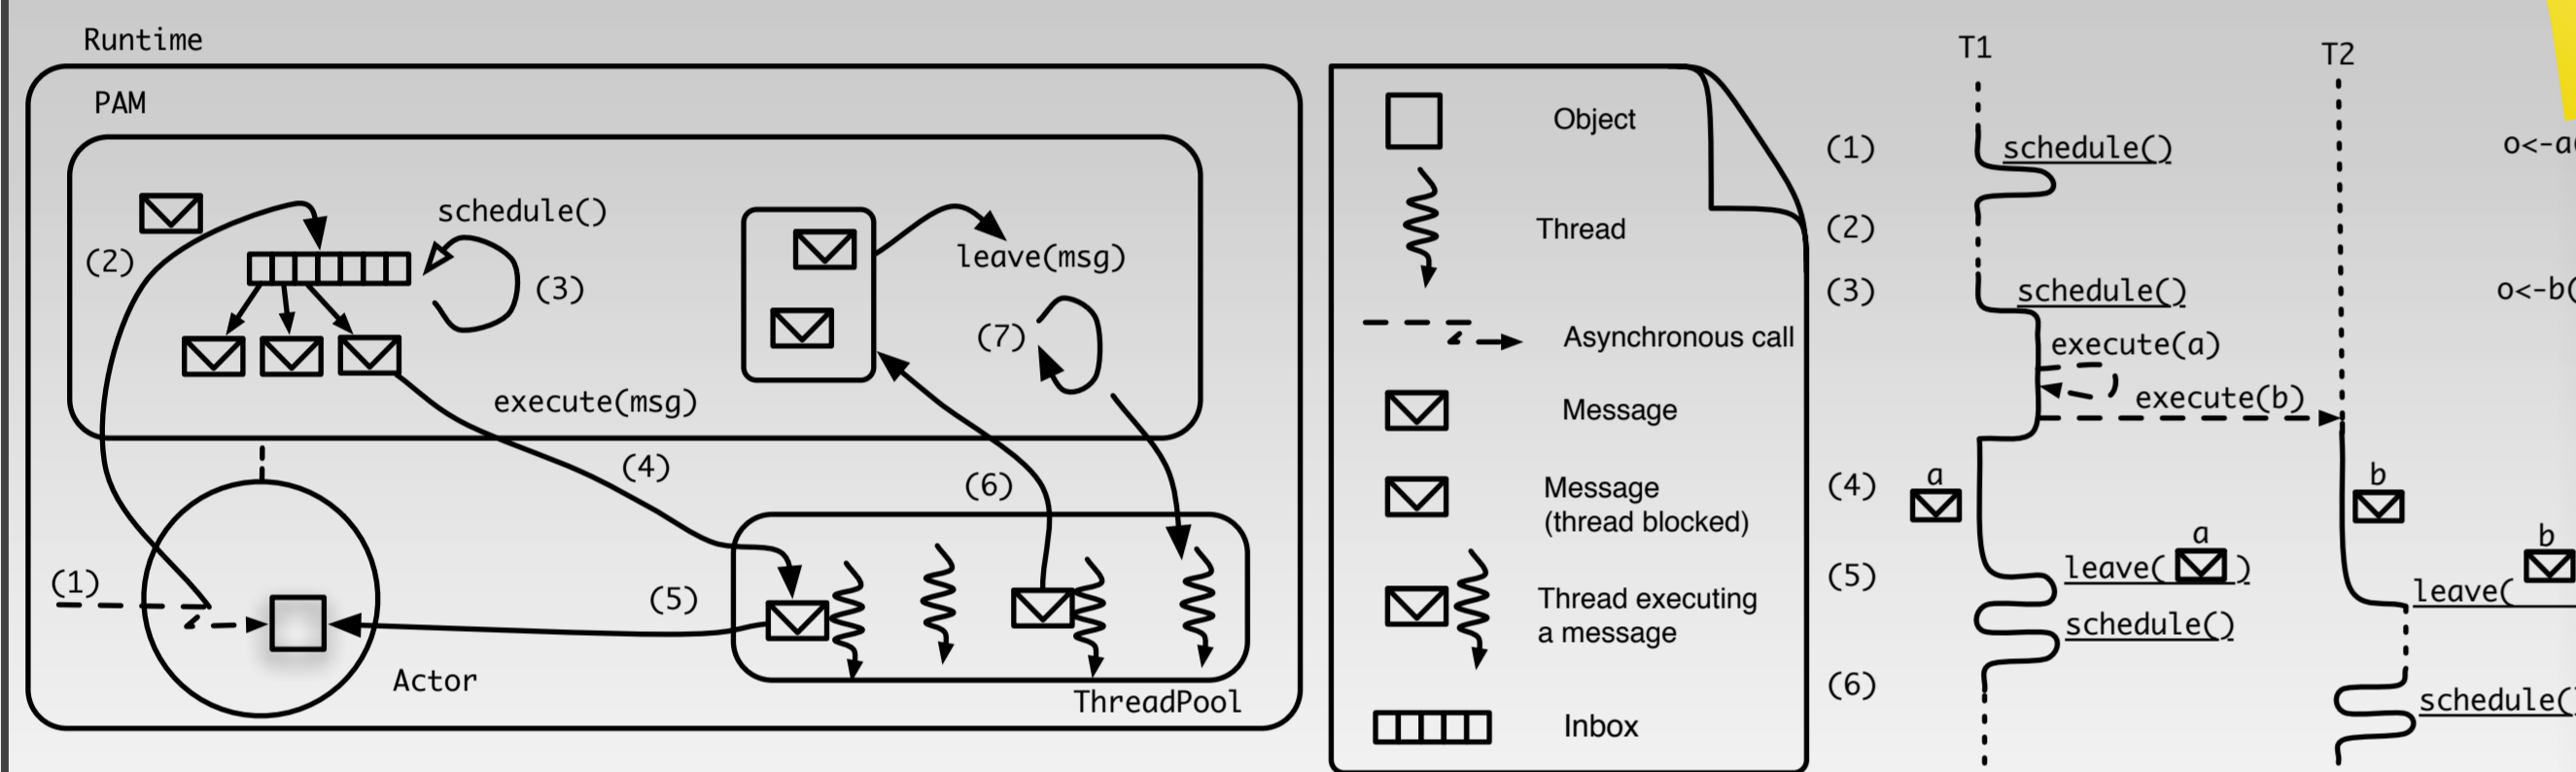 Runtime
PAM
(2)
schedule()
(3)
leave(msg)
(7)
execute(msg)
(4)
(6)
(1)
(5)
Actor
ThreadPool
Object
Thread
Asynchronous call
Message
Message
(thread blocked)
Thread executing
a message
Inbox
T1
T2
(1)
schedule()
(2)
(3)
schedule()
execute(a)
execute(b)
(4)
a
b
(5)
a
leave( )
b
leave(
schedule()
(6)
schedule(
o<-a(
o<-b(